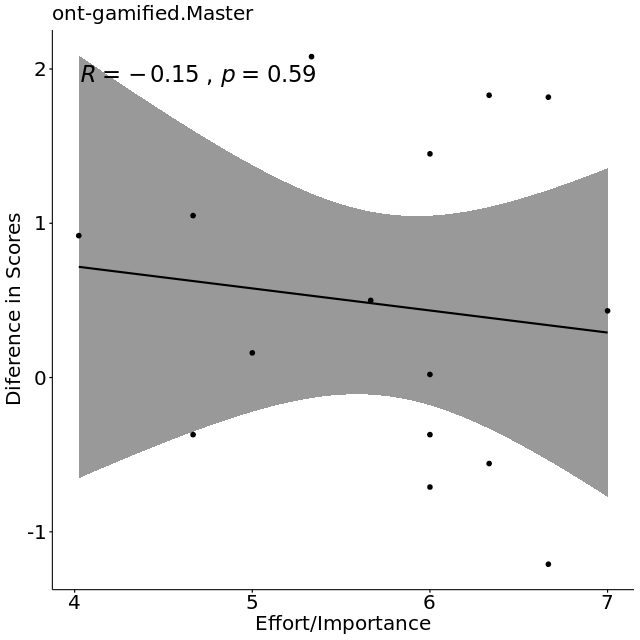 ont-gamified.Master
R = −0.15 , p = 0.59
Diference in Scores
2
1
0
-1
4 5 6 7
Effort/Importance